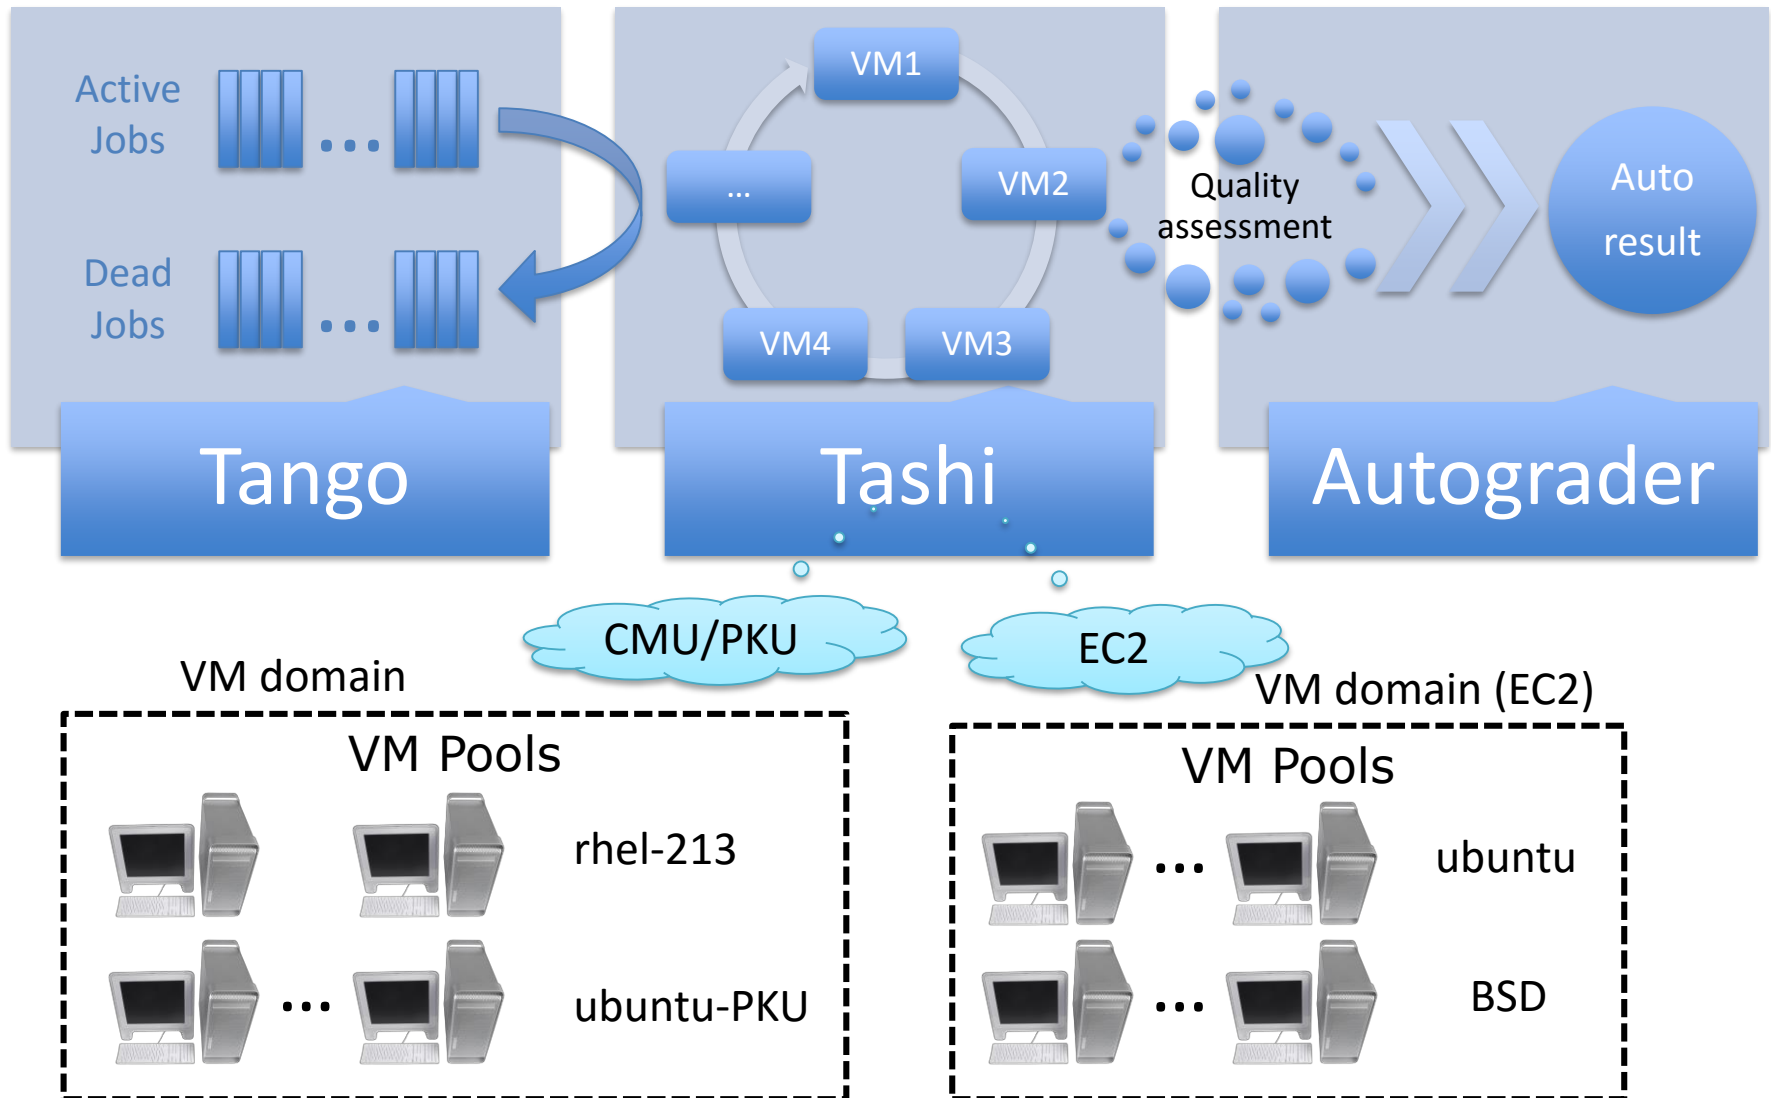 Active
Jobs
...
Dead
Jobs
...
Tango
VM1
VM2
VM3
VM4
...
Tashi
Quality
assessment
Auto
result
Autograder
CMU/PKU
EC2
VM domain
VM Pools
rhel-213
...
ubuntu-PKU
VM domain (EC2)
VM Pools
...
ubuntu
...
BSD